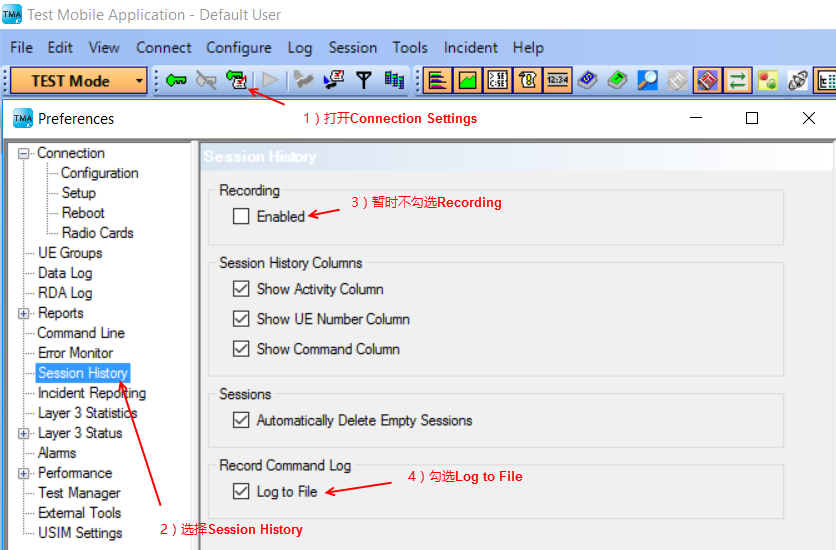 TMA Test Mobile Application - Default User
File Edit View Connect Configure Log Session Tools Incident Help
TEST Mode 12:34
1）打开Connection Settings
TMA Preferences
Connection
Configuration
Setup
Reboot
Radio Cards
UE Groups
Data Log
RDA Log
Reports
Command Line
Error Monitor
Session History
Incident Reporting
Layer 3 Statistics
Layer 3 Status
Alarms
Performance
Test Manager
External Tools
USIM Settings
2）选择Session History
Session History
Recording
Enabled
3）暂时不勾选Recording
Session History Columns
Show Activity Column
Show UE Number Column
Show Command Column
Sessions
Automatically Delete Empty Sessions
Record Command Log
Log to File
4）勾选Log to File